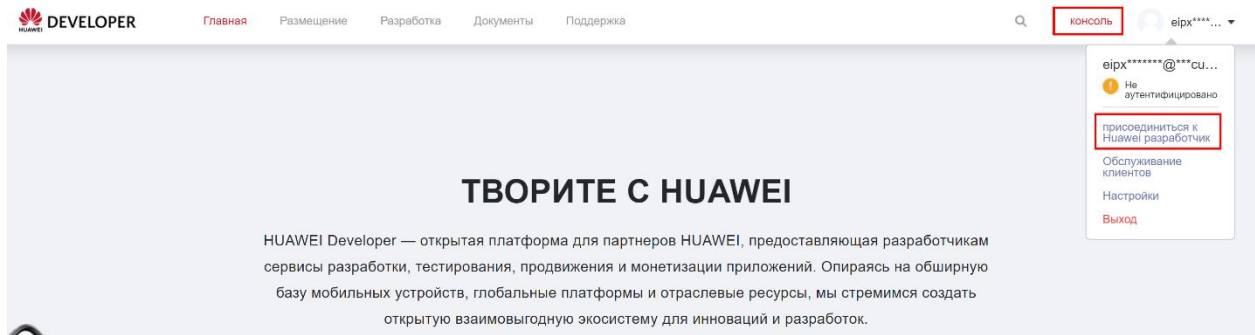 HUAWEI DEVELOPER
Главная Размещение Разработка Документы Поддержка консоль eipx****...
eipx*******@***cu...
Не
аутентифицировано
присоединиться к
Huawei разработчик
Обслуживание
клиентов
Настройки
Выход
ТВОРИТЕ С HUAWEI
HUAWEI Developer — открытая платформа для партнеров HUAWEI, предоставляющая разработчикам
сервисы разработки, тестирования, продвижения и монетизации приложений. Опираясь на обширную
базу мобильных устройств, глобальные платформы и отраслевые ресурсы, мы стремимся создать
открытую взаимовыгодную экосистему для инноваций и разработок.